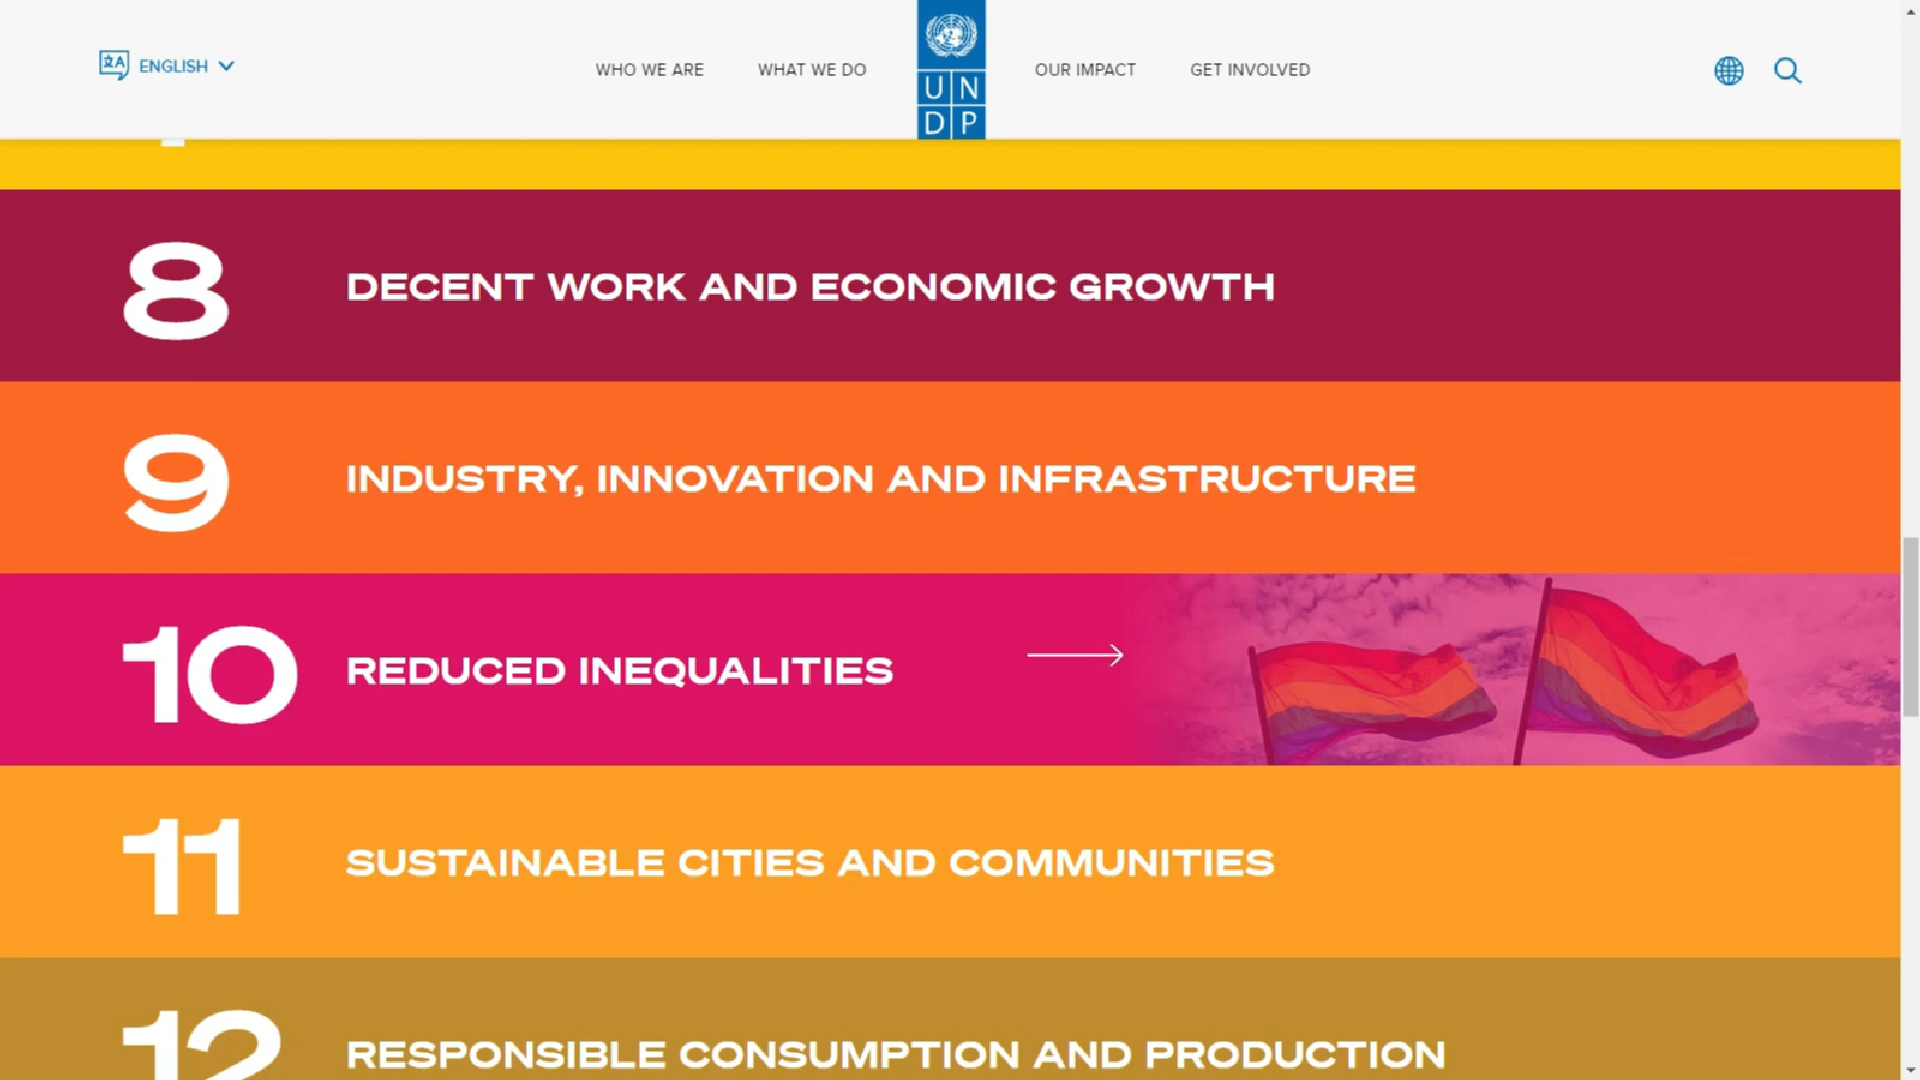 ENGLISH
WHO WE ARE
WHAT WE DO
U N
D P
OUR IMPACT
GET INVOLVED
8
DECENT WORK AND ECONOMIC GROWTH
9
INDUSTRY, INNOVATION AND INFRASTRUCTURE
10
REDUCED INEQUALITIES
11
SUSTAINABLE CITIES AND COMMUNITIES
12
RESPONSIBLE CONSUMPTION AND PRODUCTION